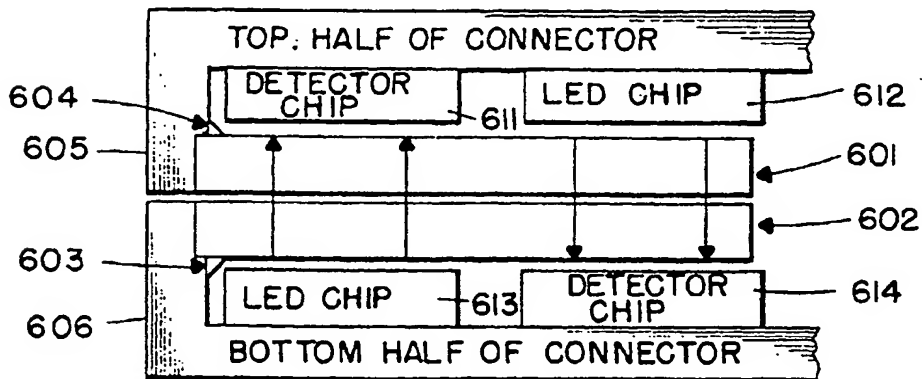 TOP. HALF OF CONNECTOR
DETECTOR
CHIP
LED CHIP
604
611
612
605
601
602
603
LED CHIP
613
DETECTOR
CHIP
614
606
BOTTOM HALF OF CONNECTOR